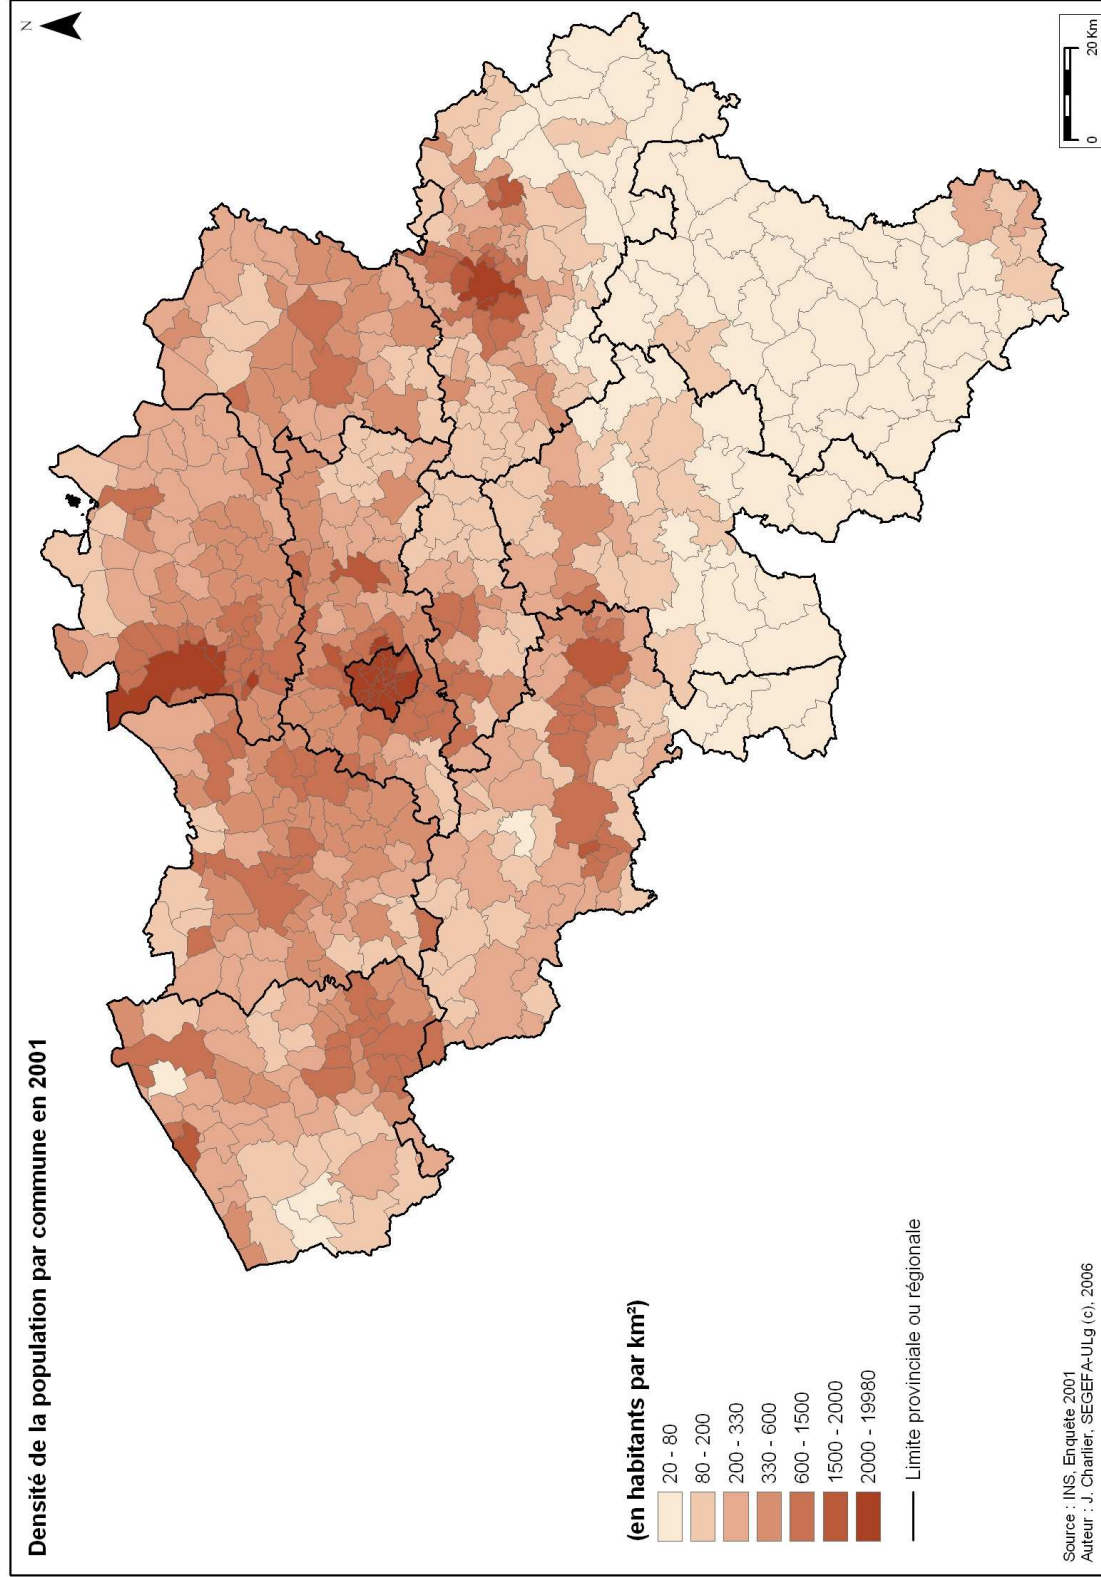 Densité de la population par commune en 2001
N
(en habitants par km²)
20 - 80
80 - 200
200 - 330
330 - 600
600 - 1500
1500 - 2000
2000 - 19980
Limite provinciale ou régionale
Source : INS, Enquête 2001
Auteur : J. Charlier, SEGEFA-ULg (c), 2006
0 20 Km